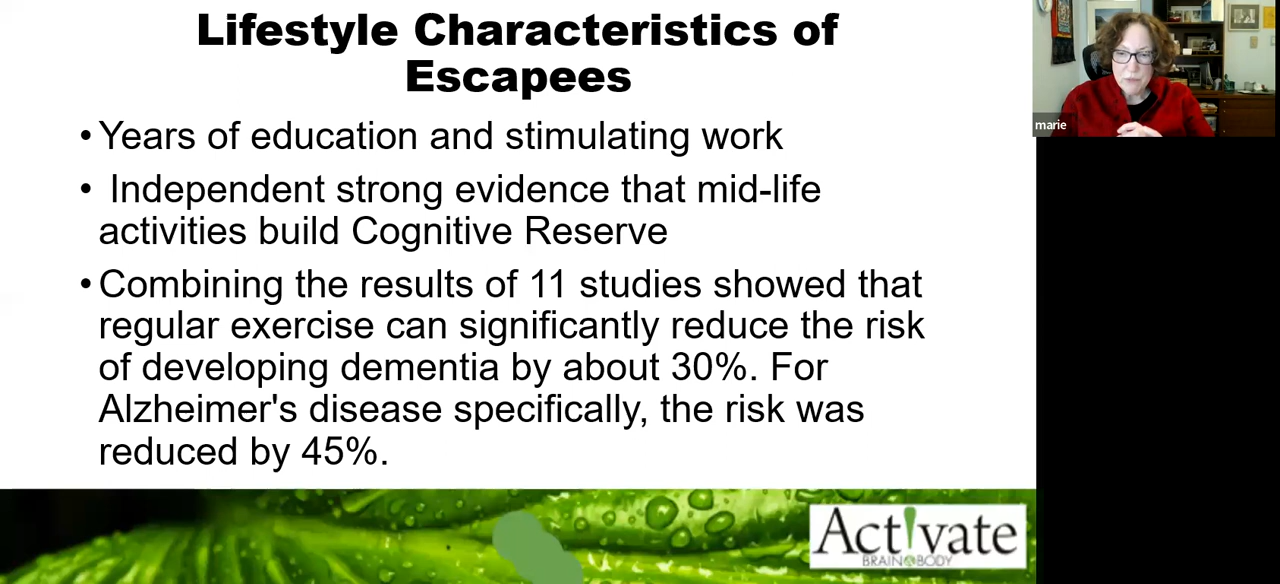 Lifestyle Characteristics of
Escapees
• Years of education and stimulating work
• Independent strong evidence that mid-life
activities build Cognitive Reserve
• Combining the results of 11 studies showed that
regular exercise can significantly reduce the risk
of developing dementia by about 30%. For
Alzheimer's disease specifically, the risk was
reduced by 45%.
marie
Act!vate
BRAIN BODY